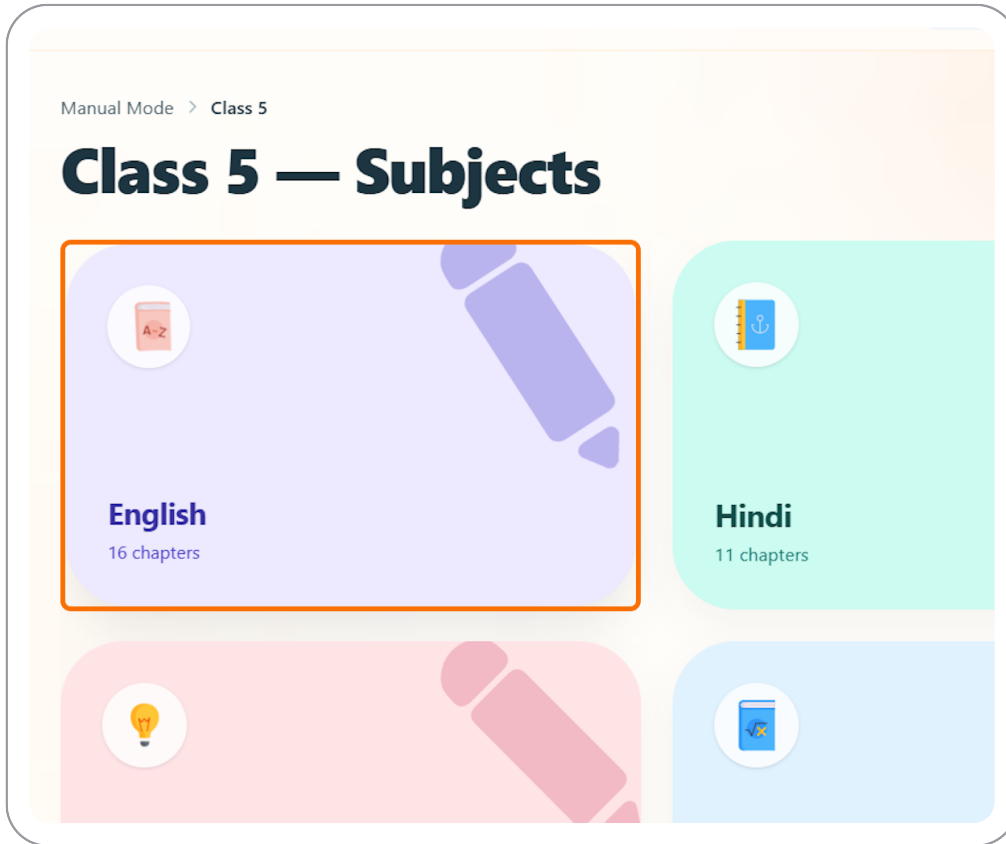 Manual Mode > Class 5
Class 5 — Subjects
A-Z
English
16 chapters
Hindi
11 chapters
√x